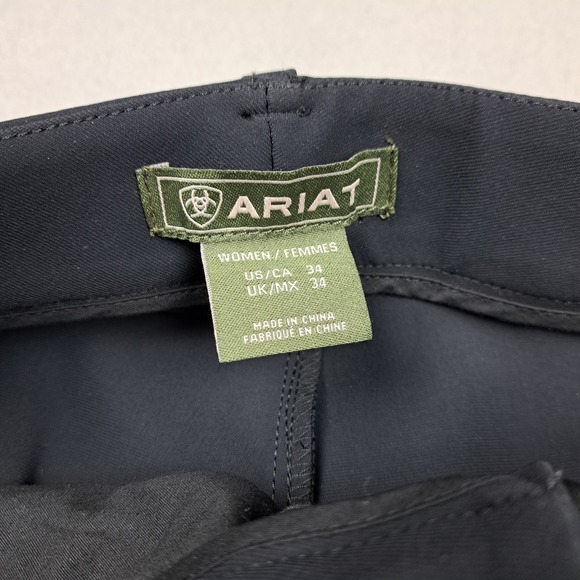 ARIAT
WOMEN / FEMMES
US/CA 34
UK/MX 34
MADE IN CHINA
FABRIQUÉ EN CHINE